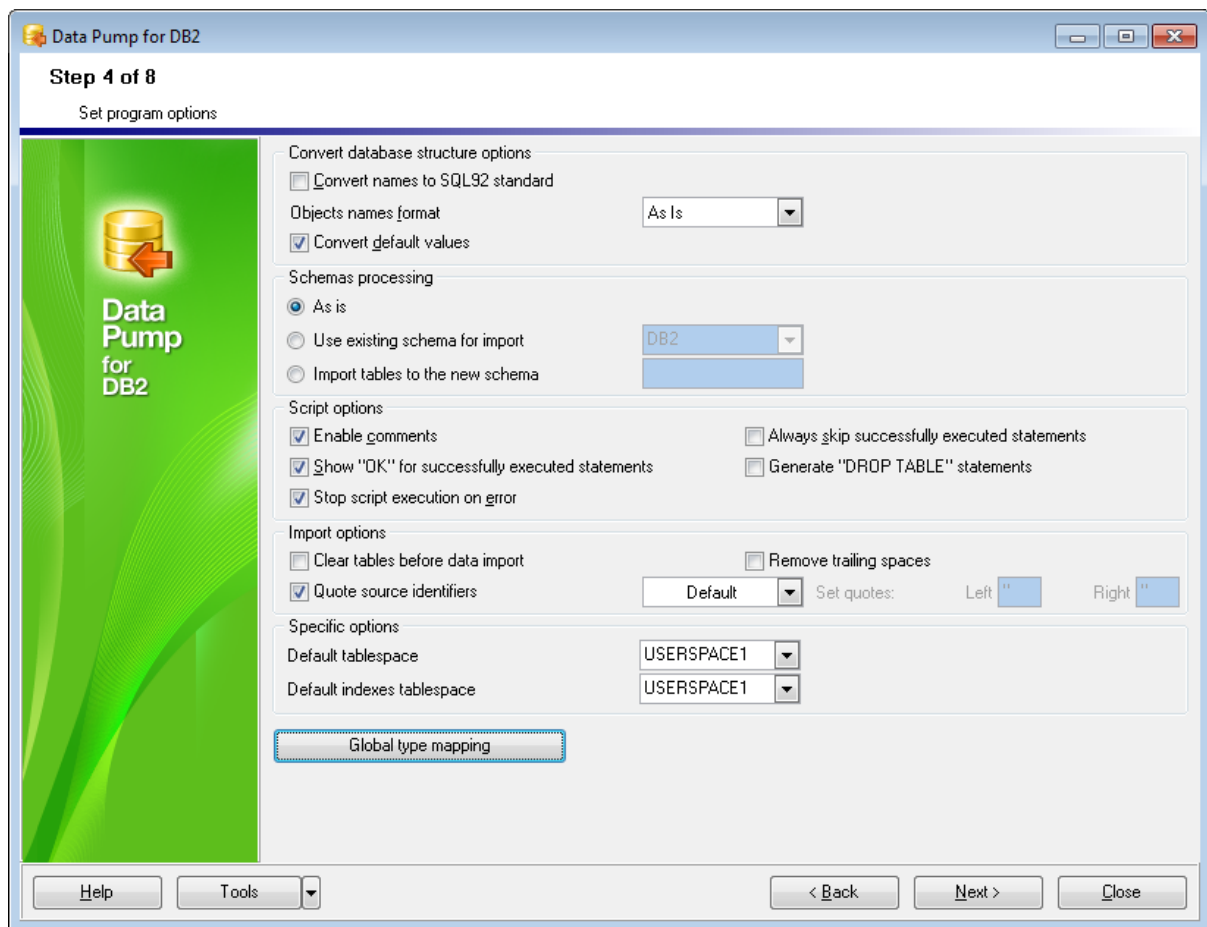 Data Pump for DB2
Step 4 of 8
Set program options
Data
Pump
for
DB2
Convert database structure options
Convert names to SQL92 standard
Objects names format As Is
Convert default values
Schemas processing
As is
Use existing schema for import DB2
Import tables to the new schema
Script options
Enable comments Always skip successfully executed statements
Show "OK" for successfully executed statements Generate "DROP TABLE" statements
Stop script execution on error
Import options
Clear tables before data import Remove trailing spaces
Quote source identifiers Default Set quotes: Left " Right "
Specific options
Default tablespace USERSPACE1
Default indexes tablespace USERSPACE1
Global type mapping
Help Tools < Back Next > Close